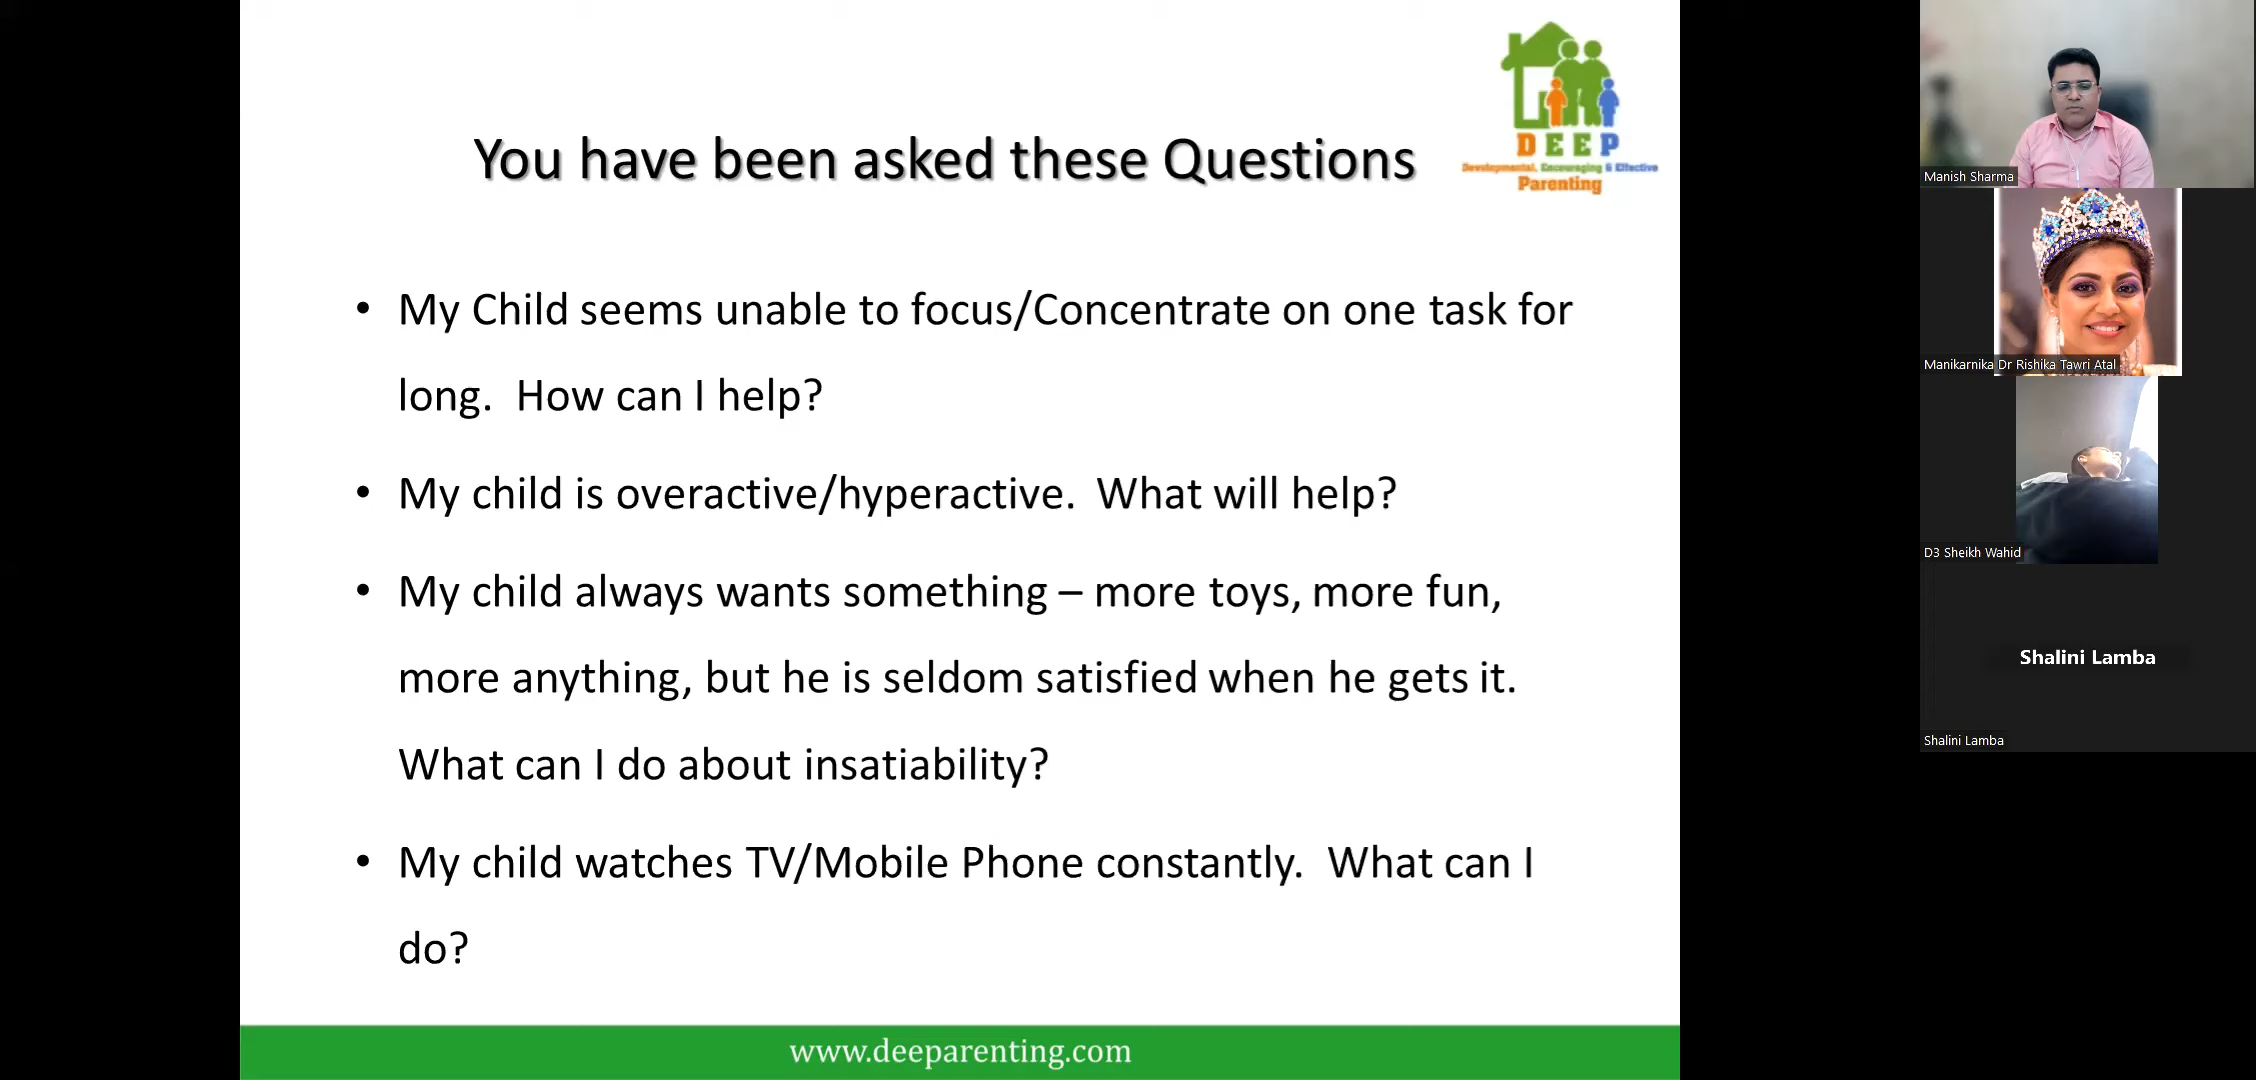 You have been asked these Questions
DEEP
Developmental, Encouraging & Effective
Parenting
• My Child seems unable to focus/Concentrate on one task for
long.  How can I help?
• My child is overactive/hyperactive.  What will help?
• My child always wants something – more toys, more fun,
more anything, but he is seldom satisfied when he gets it.
What can I do about insatiability?
• My child watches TV/Mobile Phone constantly.  What can I
do?
www.deeparenting.com
Manish Sharma
Manikarnika Dr Rishika Tawri Atal
D3 Sheikh Wahid
Shalini Lamba
Shalini Lamba